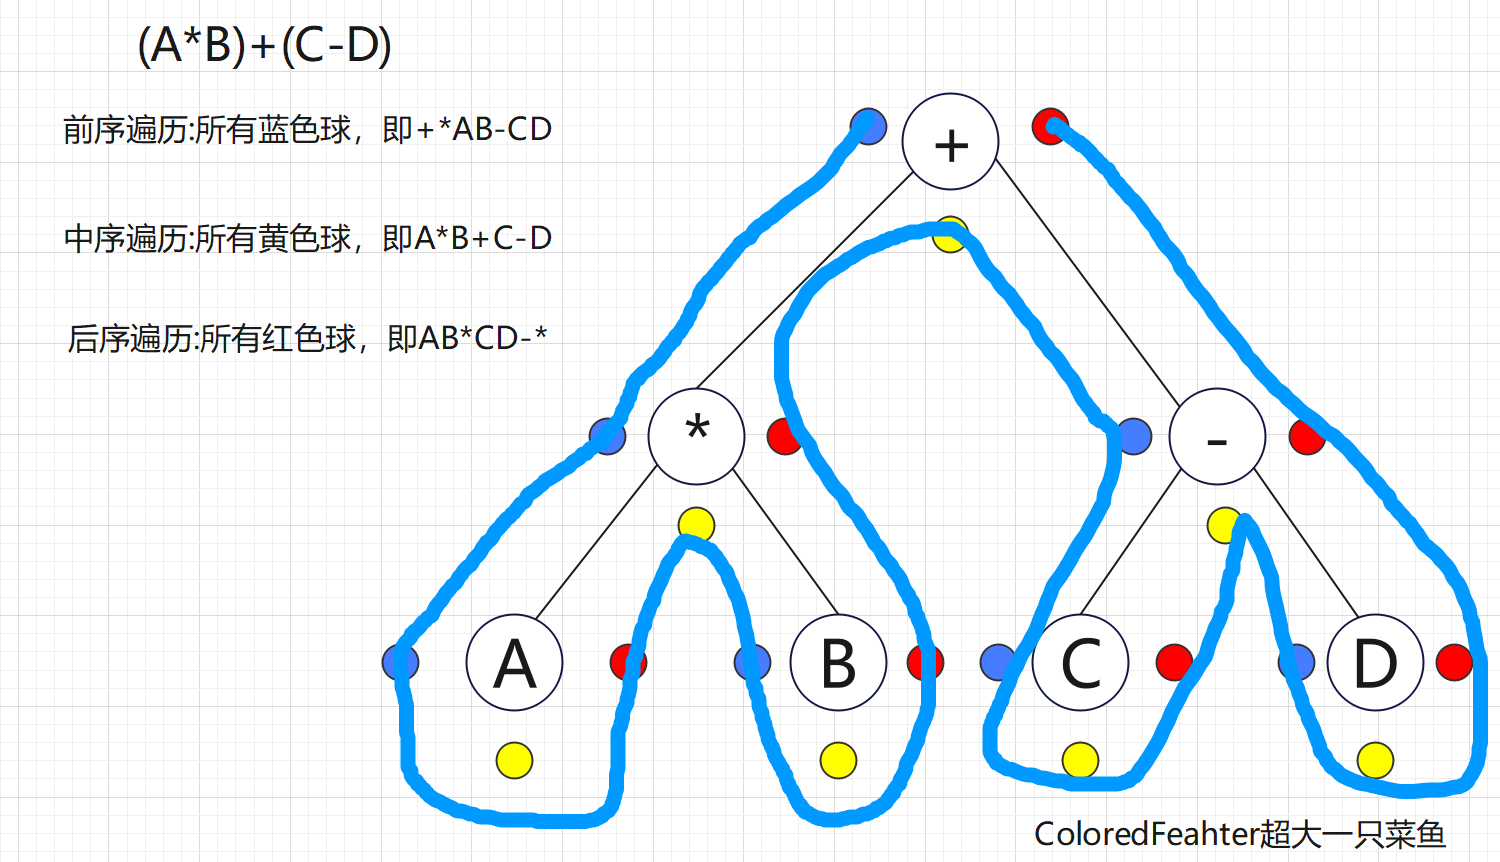 (A*B)+(C-D)
前序遍历:所有蓝色球，即+*AB-CD
中序遍历:所有黄色球，即A*B+C-D
后序遍历:所有红色球，即AB*CD-*
+
* -
A B C D
ColoredFeahter超大一只菜鱼